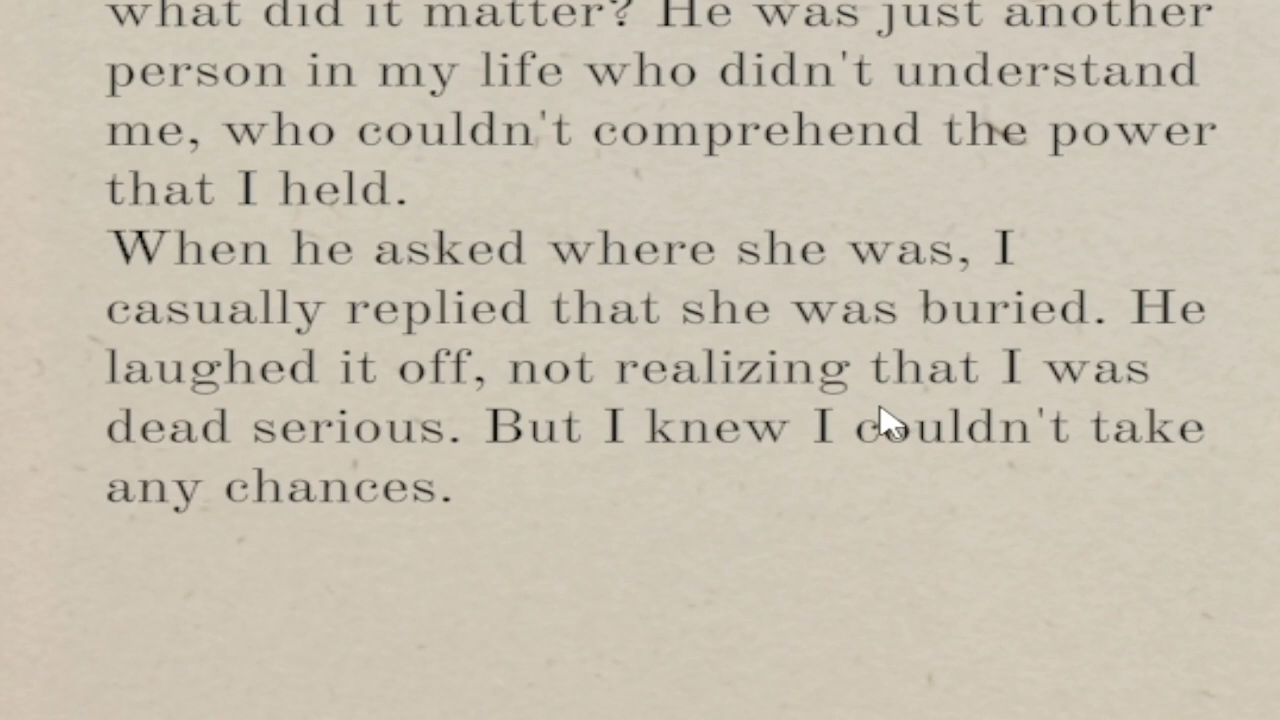 what did it matter? He was just another
person in my life who didn't understand
me, who couldn't comprehend the power
that I held.
When he asked where she was, I
casually replied that she was buried. He
laughed it off, not realizing that I was
dead serious. But I knew I couldn't take
any chances.